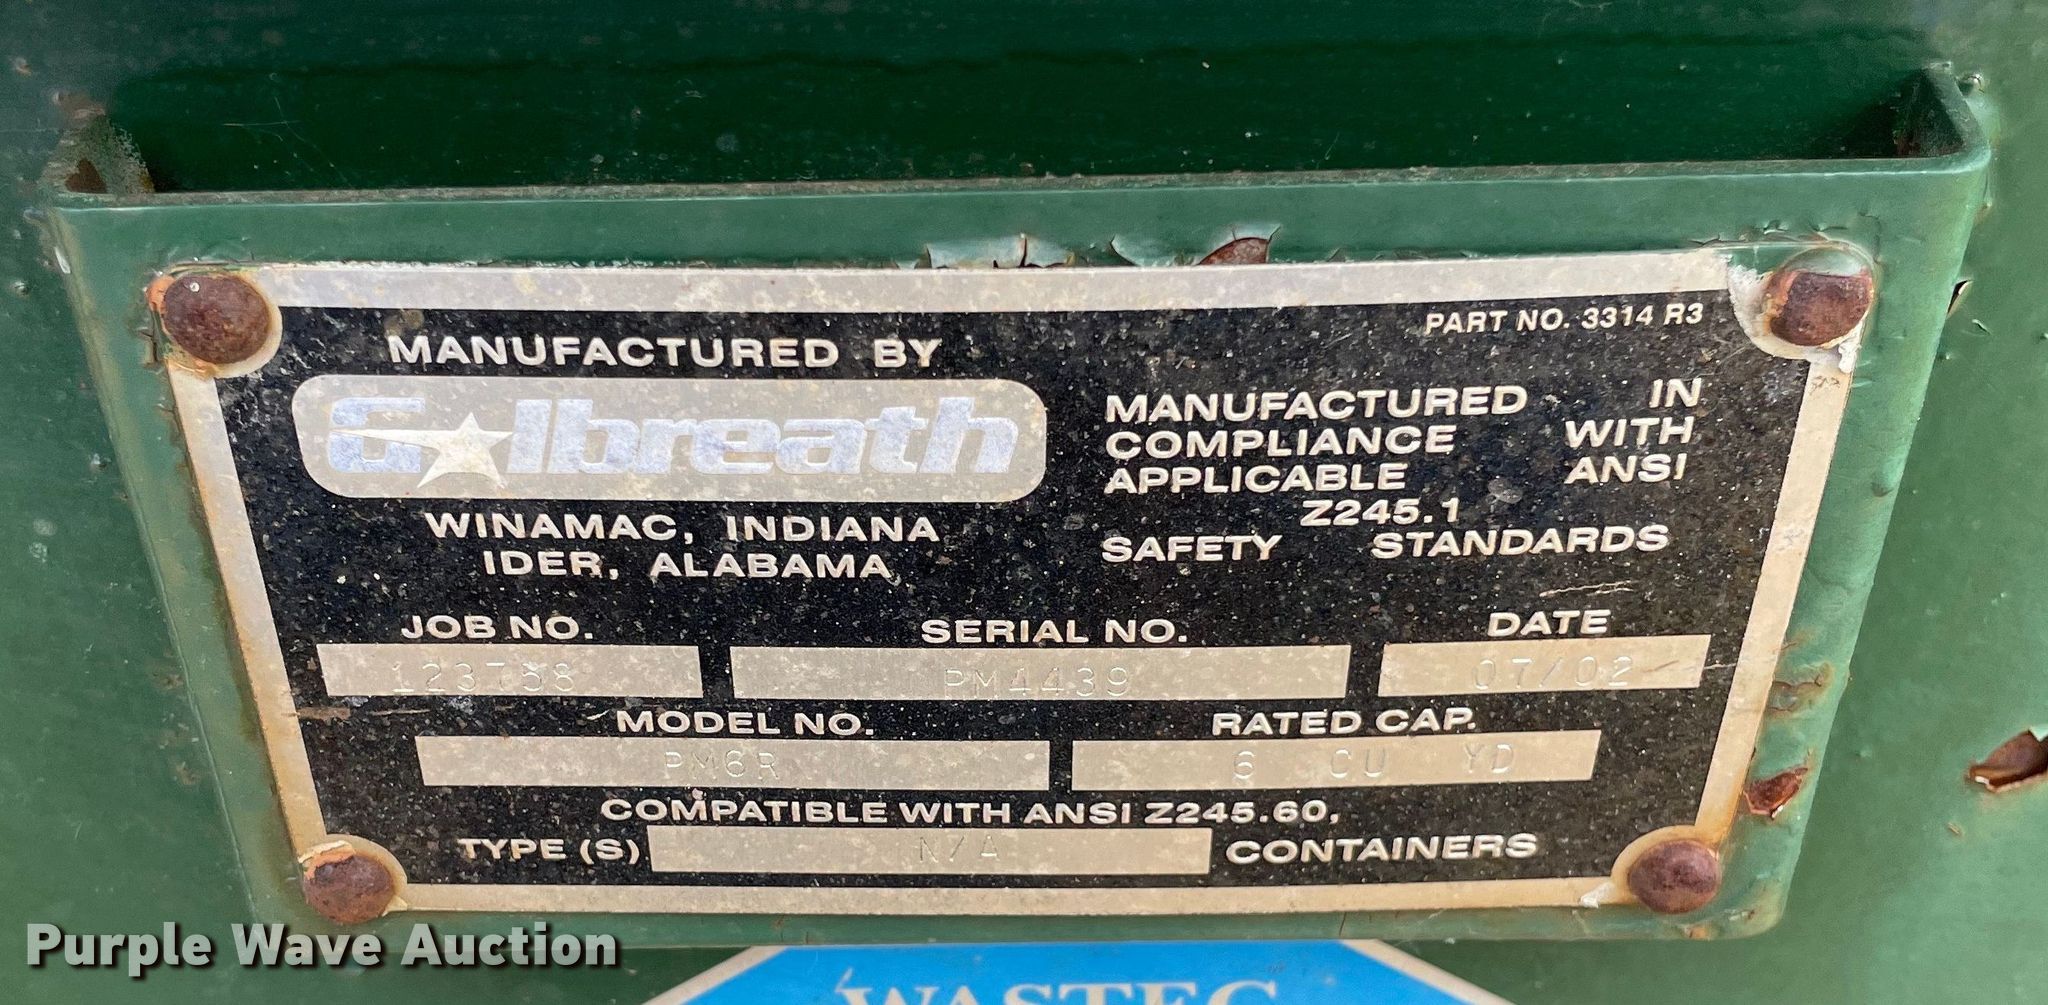 PART NO. 3314 R3
MANUFACTURED BY
Galbreath
WINAMAC, INDIANA
IDER, ALABAMA
MANUFACTURED IN
COMPLIANCE WITH
APPLICABLE ANSI
Z245.1
SAFETY STANDARDS
JOB NO. SERIAL NO. DATE
123758 PM4439 07/02
MODEL NO. RATED CAP.
PM6R 6 CU YD
COMPATIBLE WITH ANSI Z245.60,
TYPE (S) N/A CONTAINERS
Purple Wave Auction
WASTEC